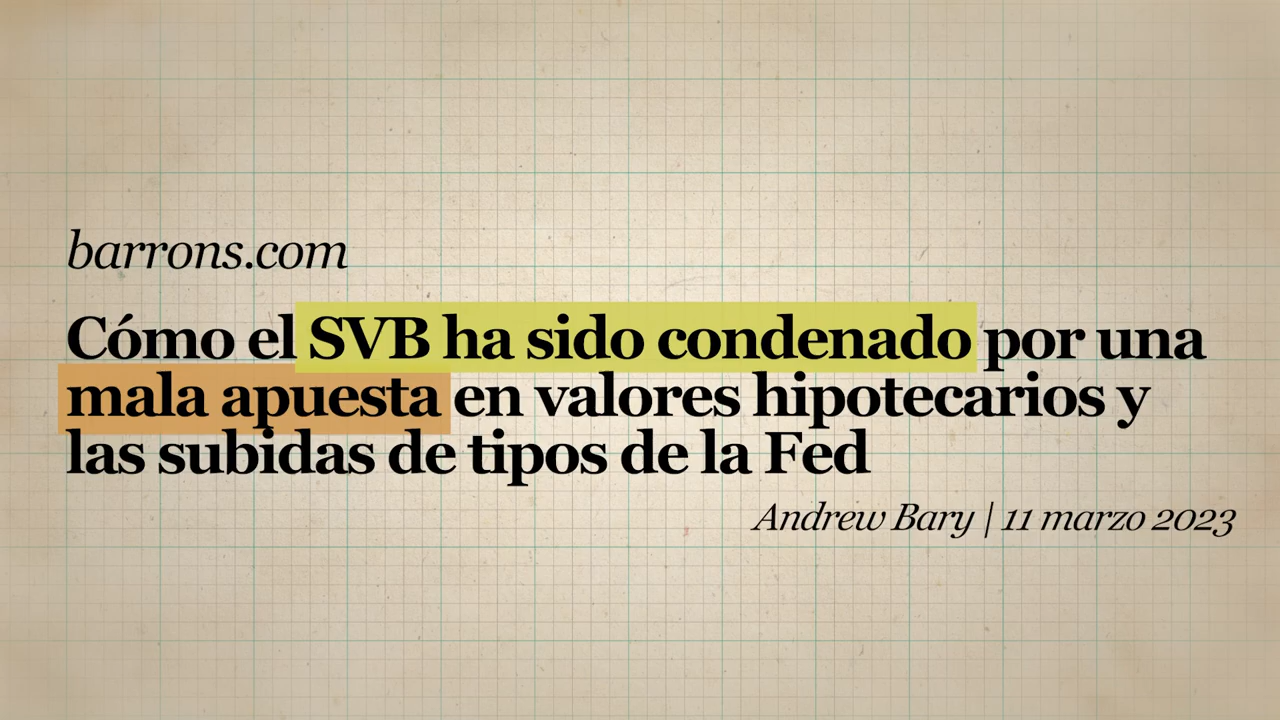 barrons.com
Cómo el SVB ha sido condenado por una
mala apuesta en valores hipotecarios y
las subidas de tipos de la Fed
Andrew Bary | 11 marzo 2023